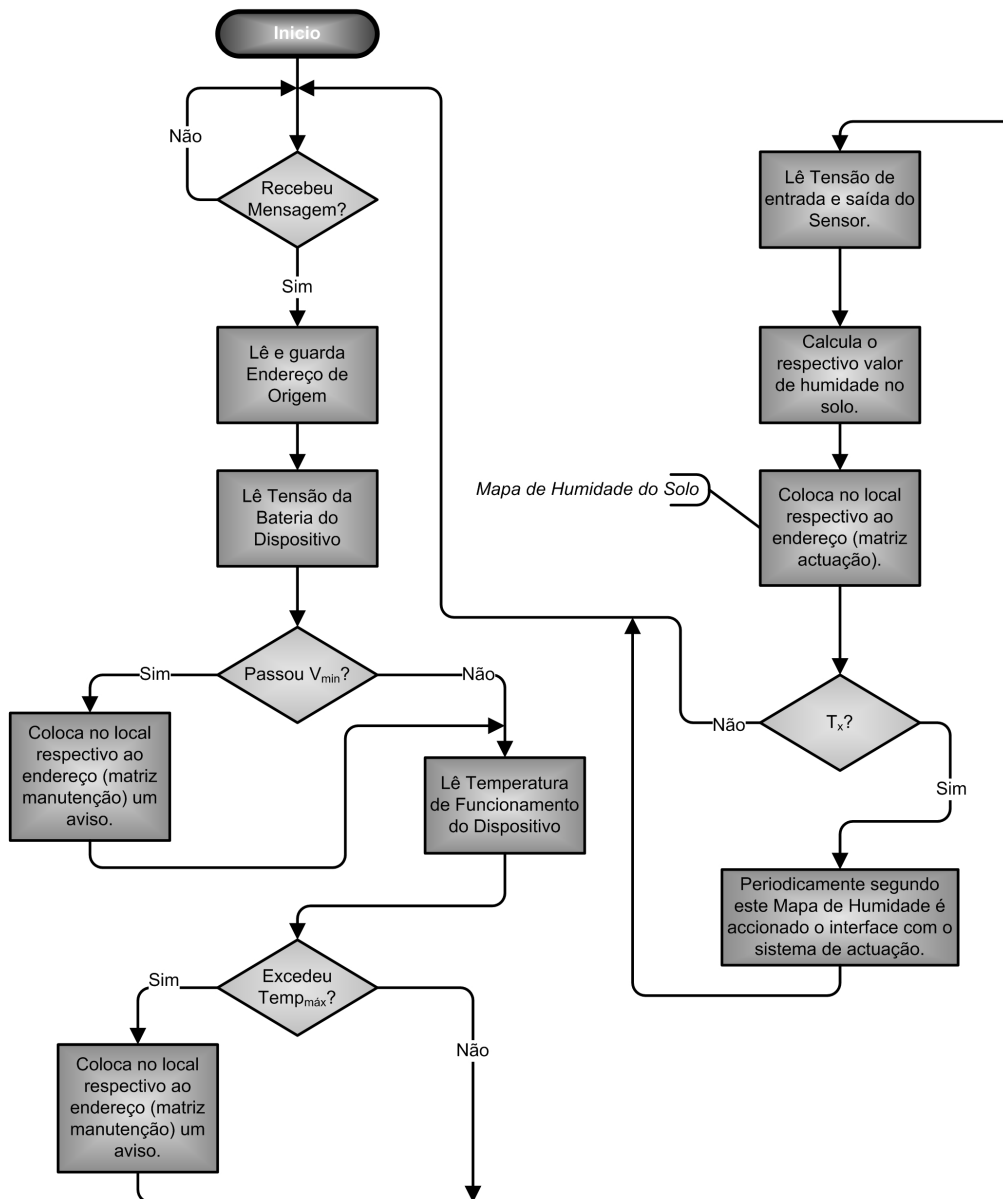 Inicio
Não
Recebeu
Mensagem?
Sim
Lê e guarda
Endereço de
Origem
Lê Tensão da
Bateria do
Dispositivo
Sim
Passou Vmin?
Não
Coloca no local
respectivo ao
endereço (matriz
manutenção) um
aviso.
Lê Temperatura
de Funcionamento
do Dispositivo
Sim
Excedeu
Tempmáx?
Não
Coloca no local
respectivo ao
endereço (matriz
manutenção) um
aviso.
Lê Tensão de
entrada e saída do
Sensor.
Calcula o
respectivo valor
de humidade no
solo.
Mapa de Humidade do Solo
Coloca no local
respectivo ao
endereço (matriz
actuação).
Não
Tx?
Sim
Periodicamente segundo
este Mapa de Humidade é
accionado o interface com o
sistema de actuação.